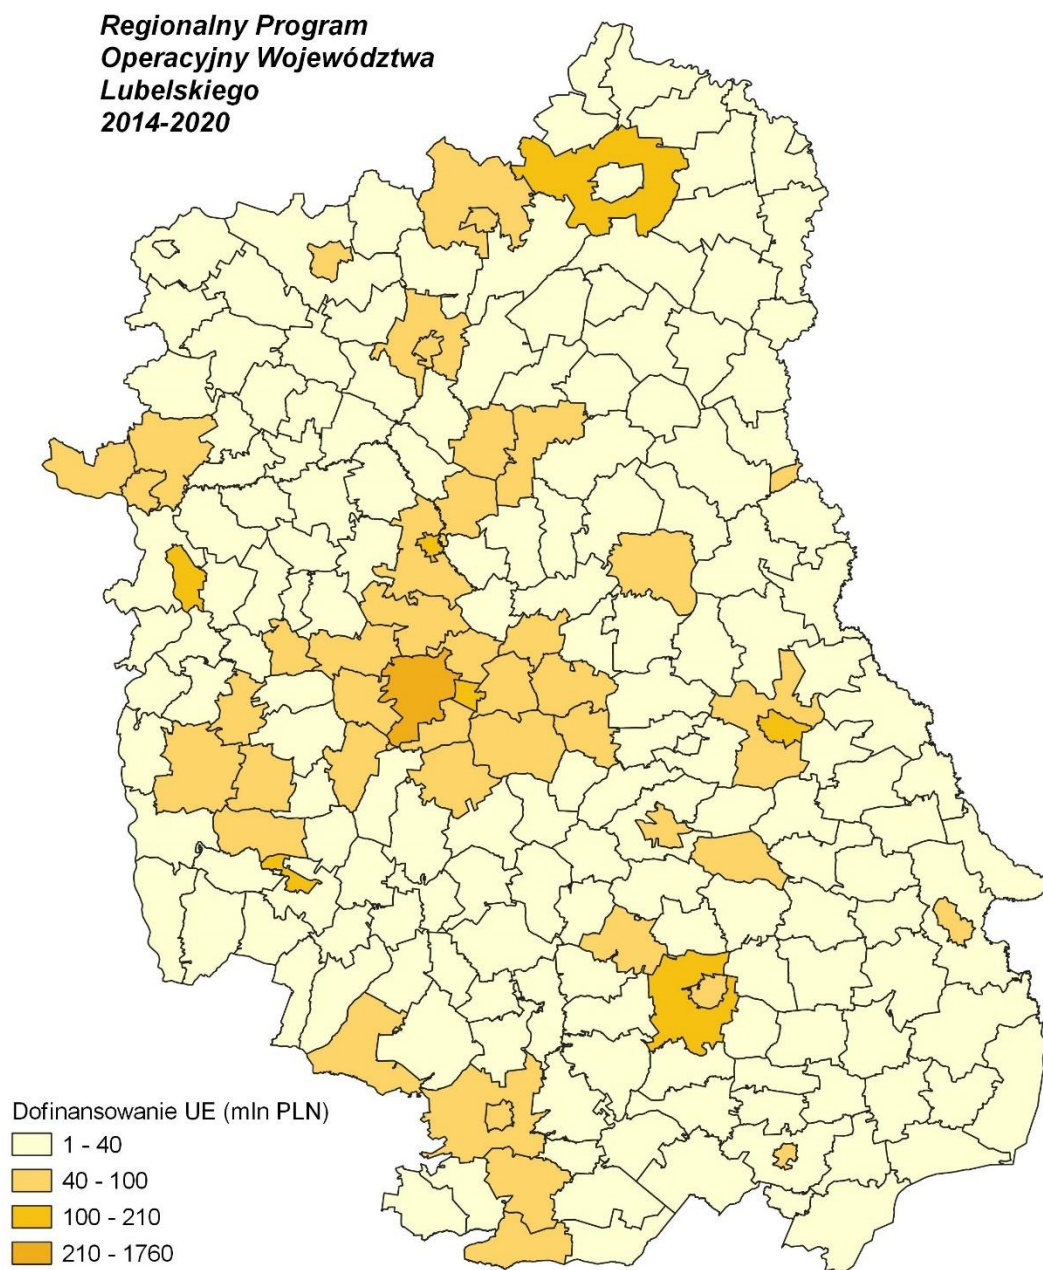 Regionalny Program
Operacyjny Województwa
Lubelskiego
2014-2020
Dofinansowanie UE (mln PLN)
1 - 40
40 - 100
100 - 210
210 - 1760